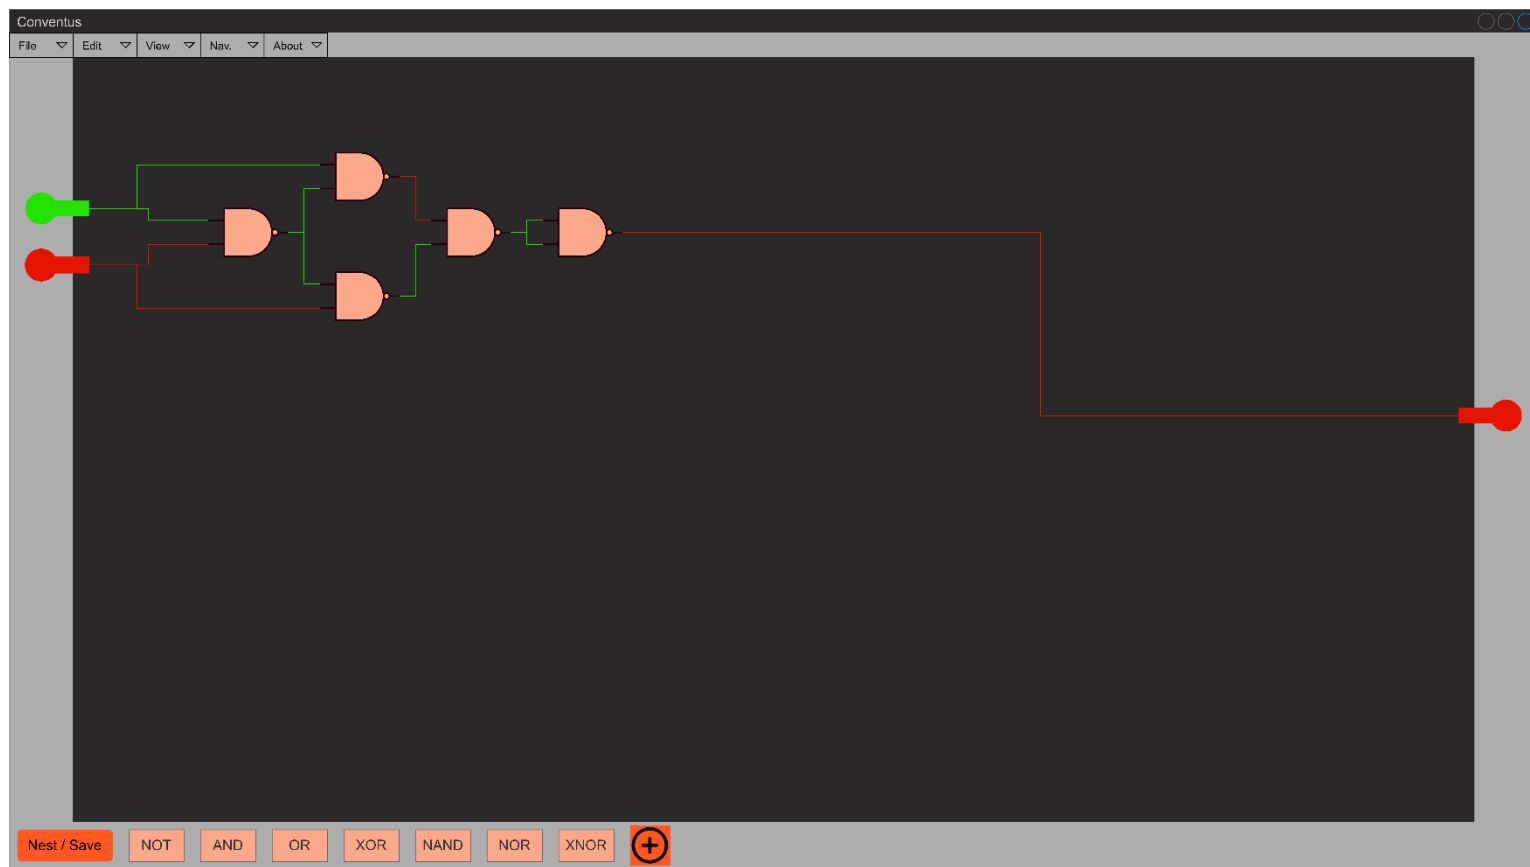 Conventus
File Edit View Nav. About
Nest / Save NOT AND OR XOR NAND NOR XNOR